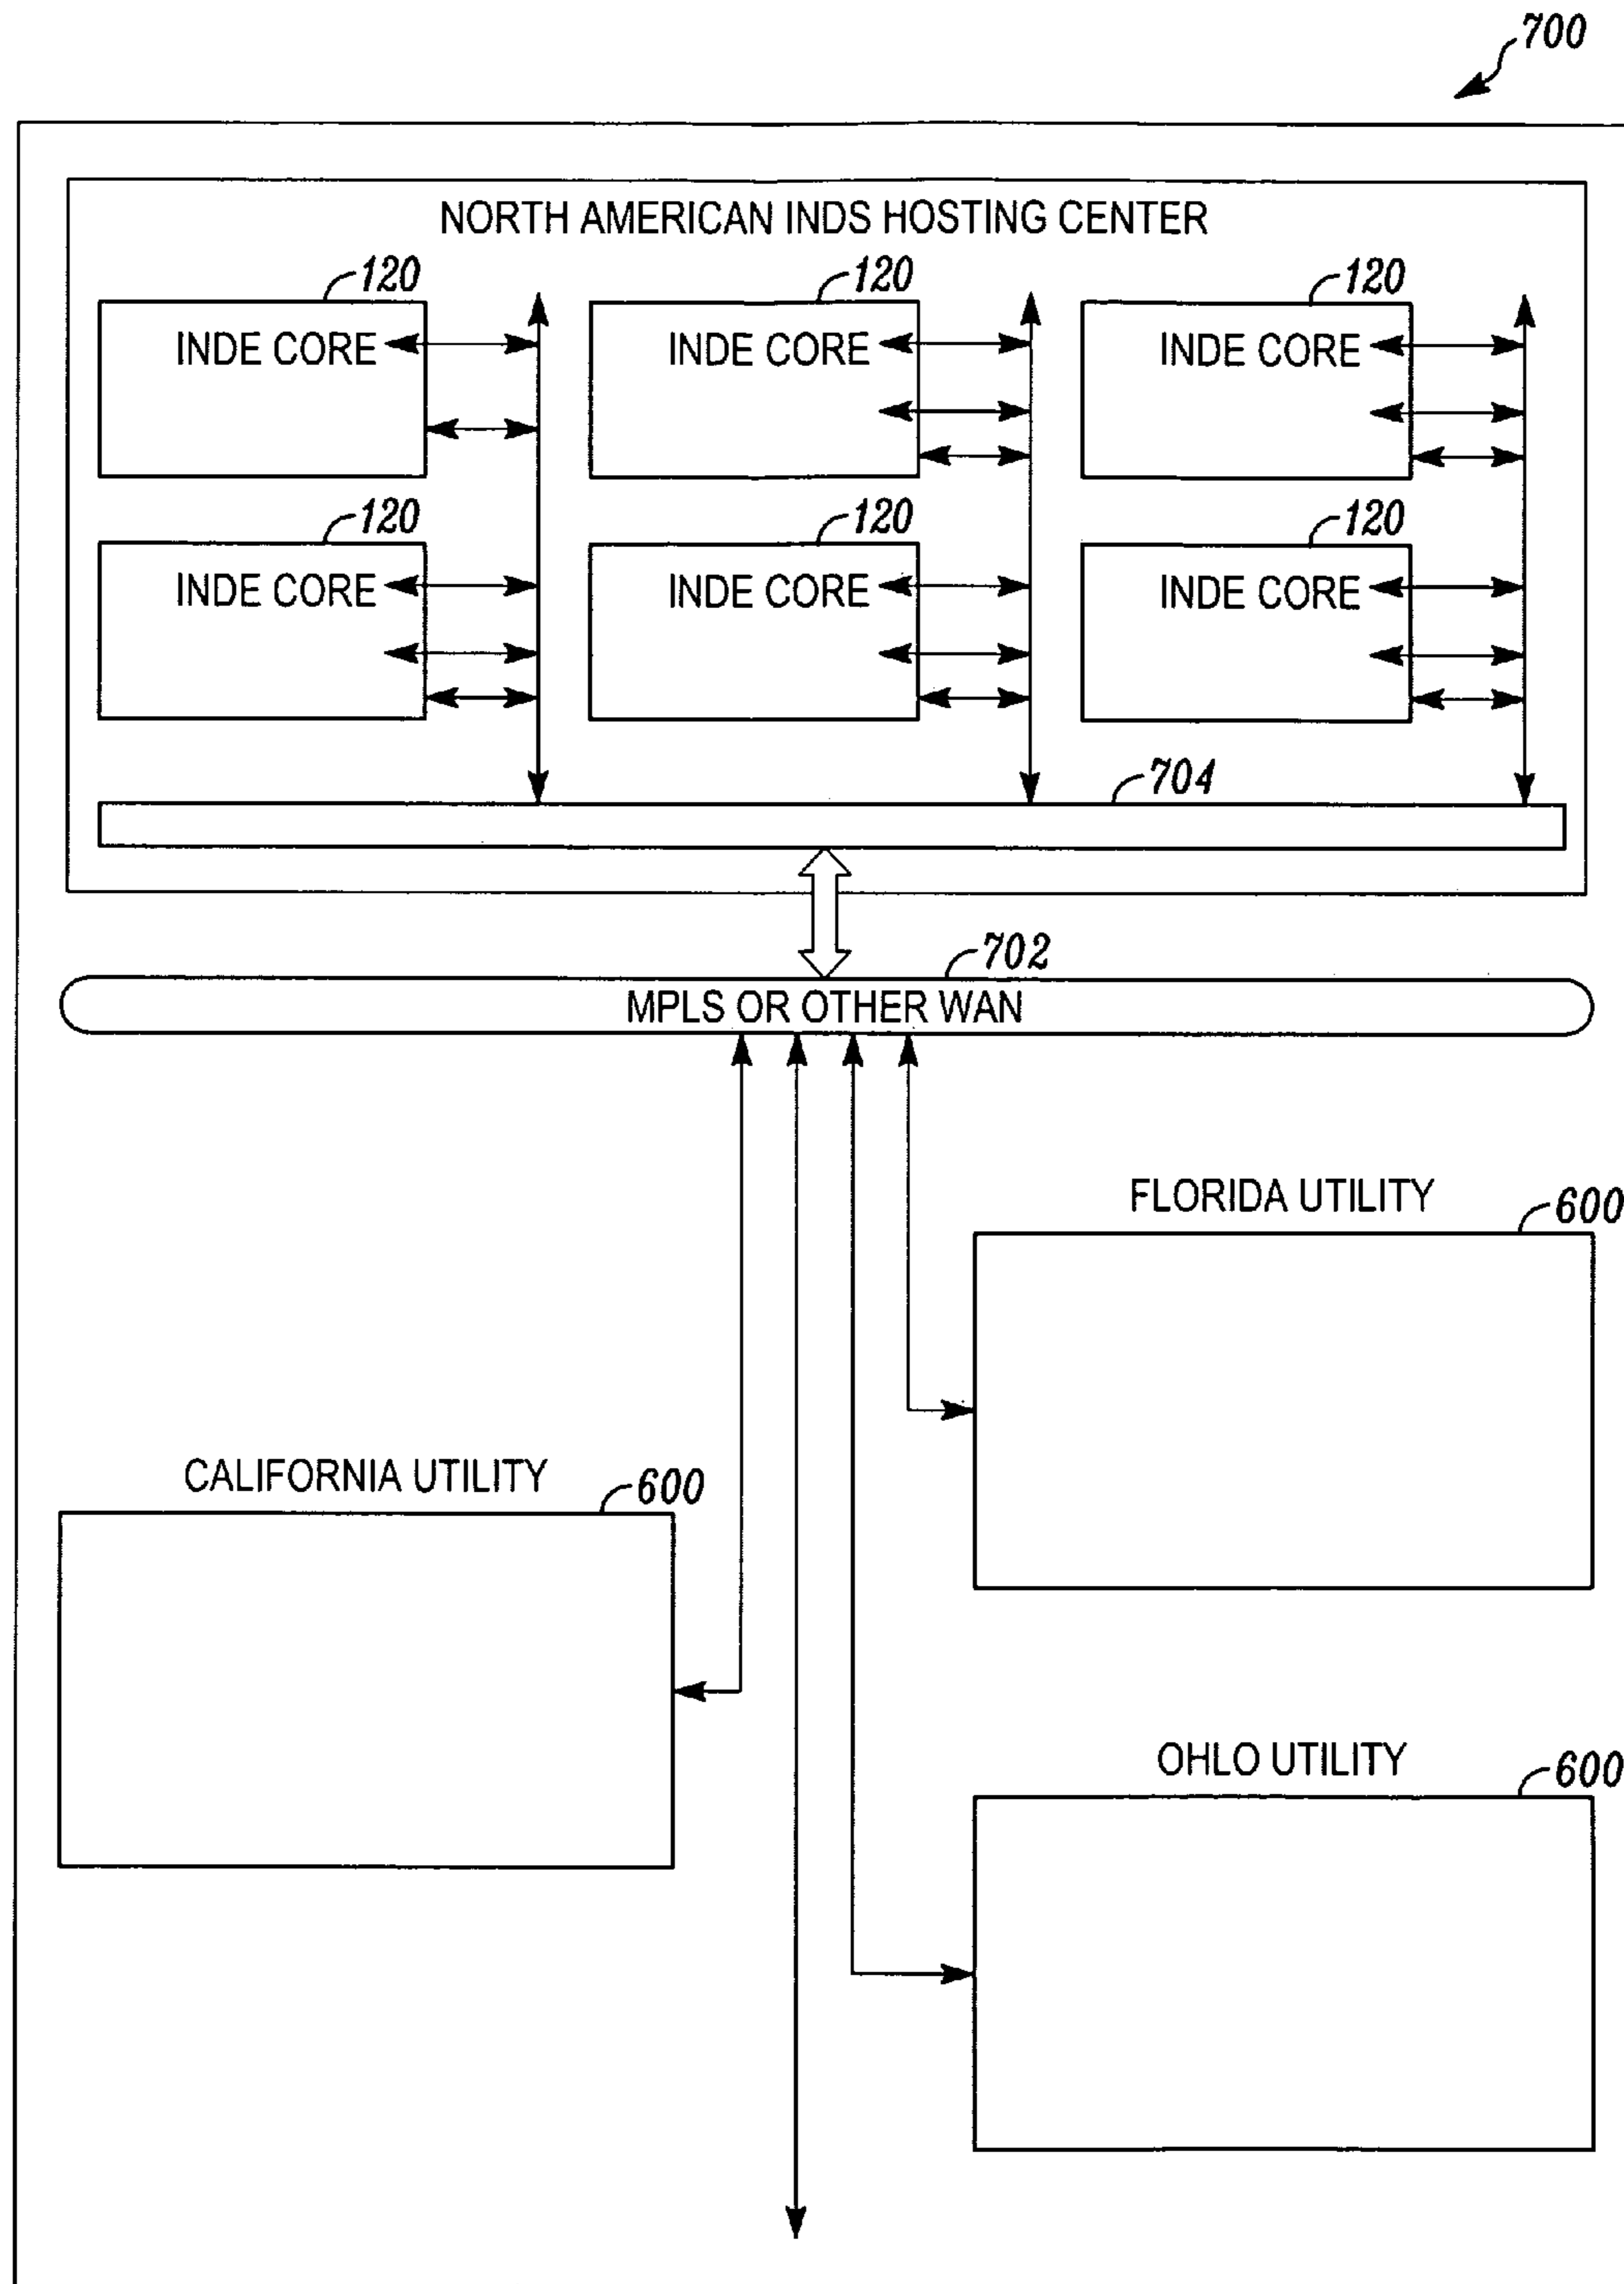 700
NORTH AMERICAN INDS HOSTING CENTER
120 120 120
INDE CORE INDE CORE INDE CORE
120 120 120
INDE CORE INDE CORE INDE CORE
704
702
MPLS OR OTHER WAN
FLORIDA UTILITY
600
CALIFORNIA UTILITY
600
OHLO UTILITY
600